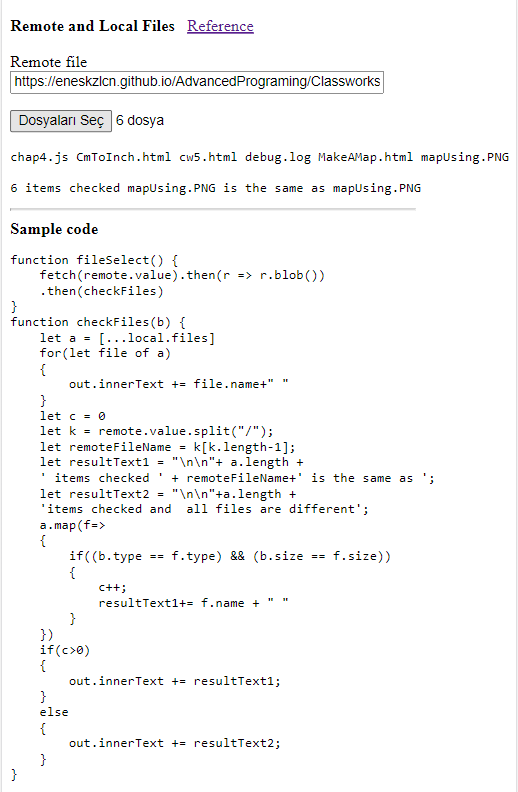 Remote and Local Files Reference
Remote file
https://eneskzlcn.github.io/AdvancedPrograming/Classworks
Dosyaları Seç 6 dosya
chap4.js CmToInch.html cw5.html debug.log MakeAMap.html mapUsing.PNG
6 items checked mapUsing.PNG is the same as mapUsing.PNG
Sample code
function fileSelect() {
    fetch(remote.value).then(r => r.blob())
    .then(checkFiles)
}
function checkFiles(b) {
    let a = [...local.files]
    for(let file of a)
    {
        out.innerText += file.name+" "
    }
    let c = 0
    let k = remote.value.split("/");
    let remoteFileName = k[k.length-1];
    let resultText1 = "\n\n"+ a.length +
    ' items checked ' + remoteFileName+' is the same as ';
    let resultText2 = "\n\n"+a.length +
    'items checked and  all files are different';
    a.map(f=>
    {
        if((b.type == f.type) && (b.size == f.size))
        {
            c++;
            resultText1+= f.name + " "
        }
    })
    if(c>0)
    {
        out.innerText += resultText1;
    }
    else
    {
        out.innerText += resultText2;
    }
}